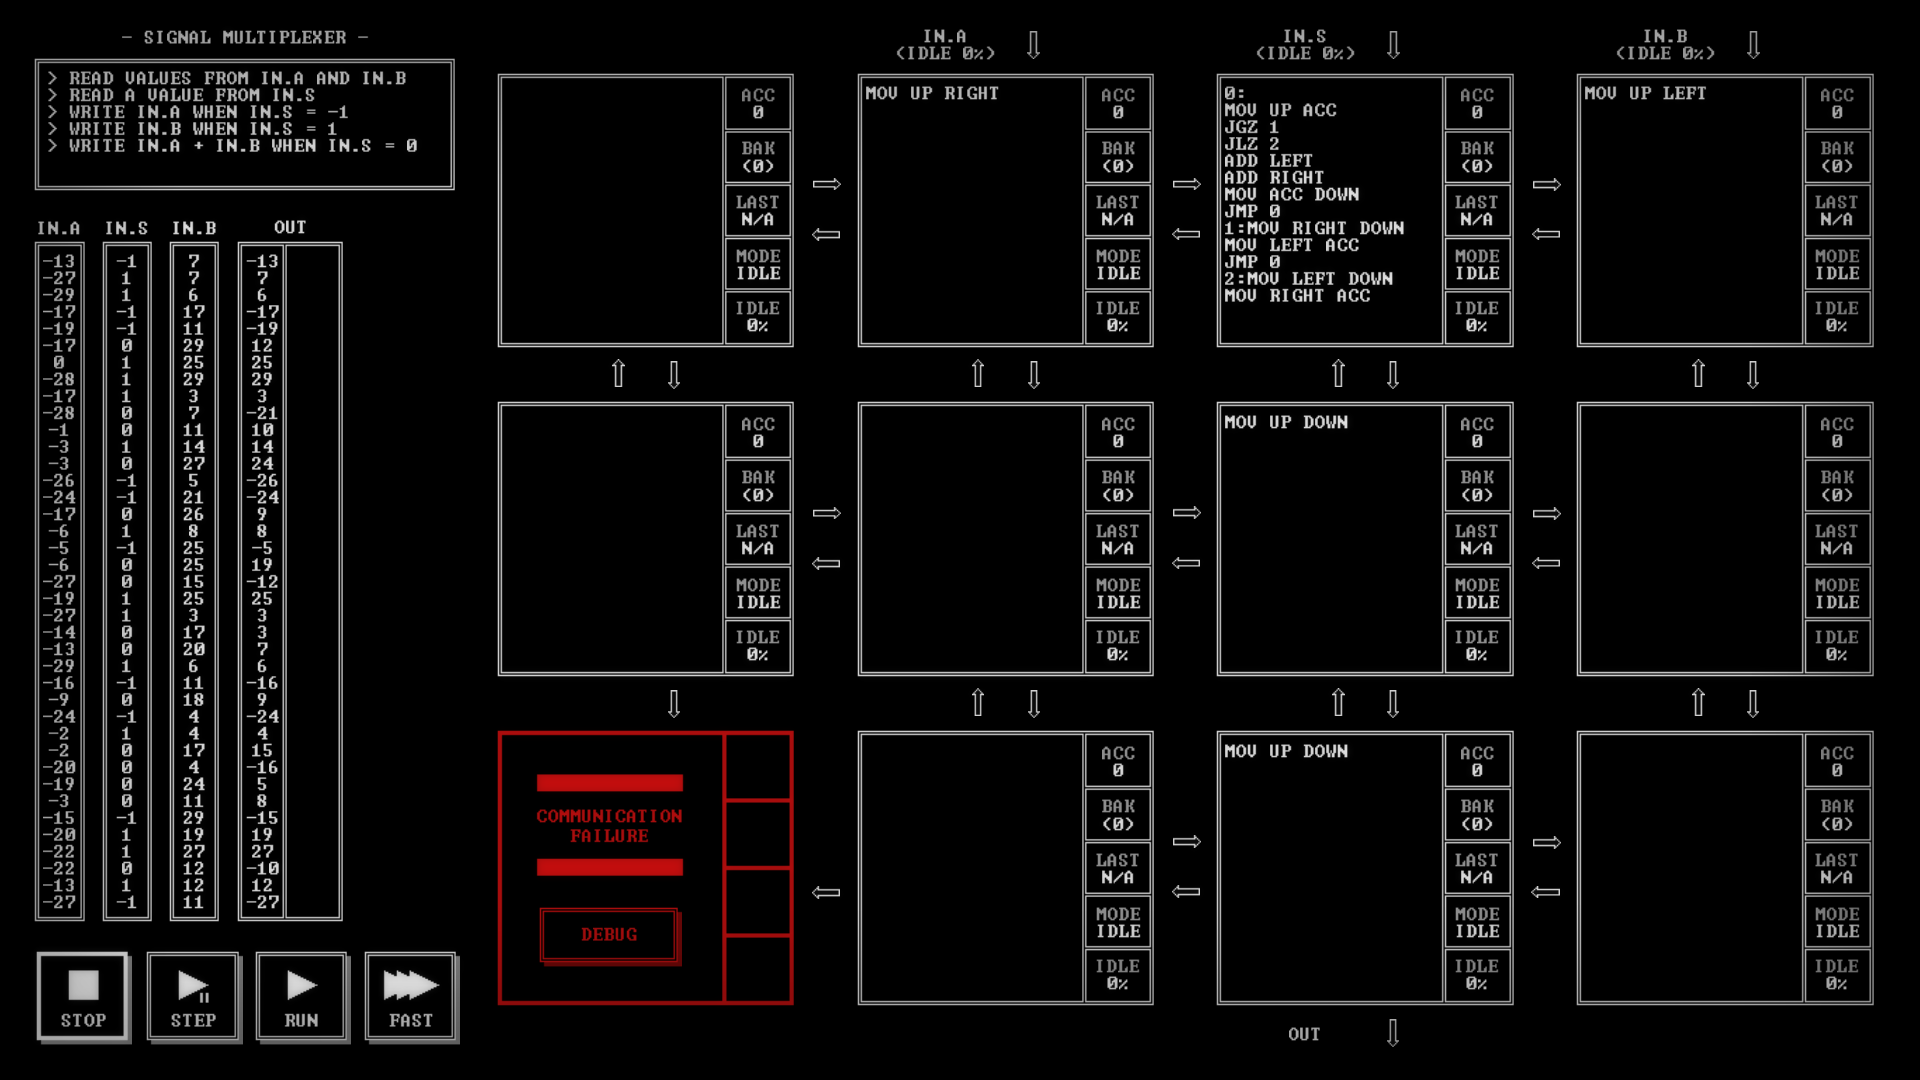 - SIGNAL MULTIPLEXER -
> READ VALUES FROM IN.A AND IN.B
> READ A VALUE FROM IN.S
> WRITE IN.A WHEN IN.S = -1
> WRITE IN.B WHEN IN.S = 1
> WRITE IN.A + IN.B WHEN IN.S = 0
IN.A IN.S IN.B OUT
-13 -1 7 -13
-27 1 7 7
-29 1 6 6
-17 -1 17 -17
-19 -1 11 -19
-17 0 29 12
0 1 25 25
-28 1 29 29
-17 1 3 3
-28 0 7 -21
-1 0 11 10
-3 1 14 14
-3 0 27 24
-26 -1 5 -26
-24 -1 21 -24
-17 0 26 9
-6 1 8 8
-5 -1 25 -5
-6 0 25 19
-27 0 15 -12
-19 1 25 25
-27 1 3 3
-14 0 17 3
-13 0 20 7
-29 1 6 6
-16 -1 11 -16
-9 0 18 9
-24 -1 4 -24
-2 1 4 4
-2 0 17 15
-20 0 4 -16
-19 0 24 5
-3 0 11 8
-15 -1 29 -15
-20 1 19 19
-22 1 27 27
-22 0 12 -10
-13 1 12 12
-27 -1 11 -27
STOP
STEP
RUN
FAST
IN.A
(IDLE 0%)
IN.S
(IDLE 0%)
IN.B
(IDLE 0%)
ACC
0
BAK
(0)
LAST
N/A
MODE
IDLE
IDLE
0%
MOV UP RIGHT
ACC
0
BAK
(0)
LAST
N/A
MODE
IDLE
IDLE
0%
0:
MOV UP ACC
JGZ 1
JLZ 2
ADD LEFT
ADD RIGHT
MOV ACC DOWN
JMP 0
1:MOV RIGHT DOWN
MOV LEFT ACC
JMP 0
2:MOV LEFT DOWN
MOV RIGHT ACC
ACC
0
BAK
(0)
LAST
N/A
MODE
IDLE
IDLE
0%
MOV UP LEFT
ACC
0
BAK
(0)
LAST
N/A
MODE
IDLE
IDLE
0%
ACC
0
BAK
(0)
LAST
N/A
MODE
IDLE
IDLE
0%
ACC
0
BAK
(0)
LAST
N/A
MODE
IDLE
IDLE
0%
MOV UP DOWN
ACC
0
BAK
(0)
LAST
N/A
MODE
IDLE
IDLE
0%
ACC
0
BAK
(0)
LAST
N/A
MODE
IDLE
IDLE
0%
COMMUNICATION
FAILURE
DEBUG
ACC
0
BAK
(0)
LAST
N/A
MODE
IDLE
IDLE
0%
MOV UP DOWN
ACC
0
BAK
(0)
LAST
N/A
MODE
IDLE
IDLE
0%
ACC
0
BAK
(0)
LAST
N/A
MODE
IDLE
IDLE
0%
OUT